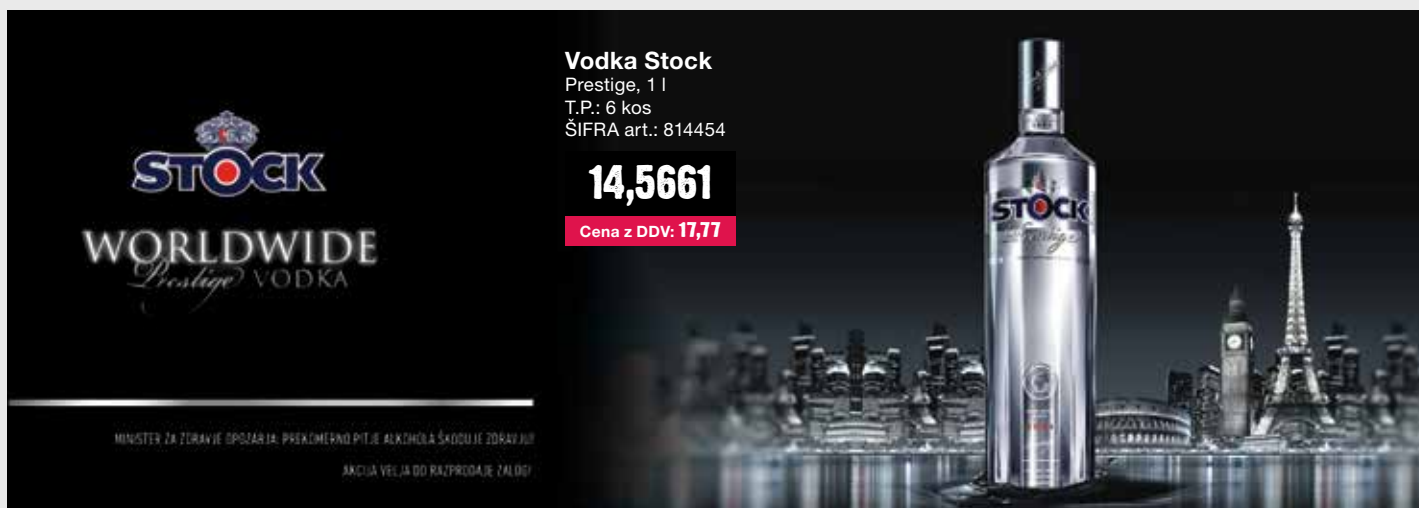 STOCK
WORLDWIDE
Prestige VODKA
MINISTER ZA ZDRAVJE OPOZARJA: PREKOMERNO PITJE ALKOHOLA ŠKODUJE ZDRAVJU!
AKCIJA VELJA DO RAZPRODAJE ZALOG!
Vodka Stock
Prestige, 1 l
T.P.: 6 kos
ŠIFRA art.: 814454
14,5661
Cena z DDV: 17,77
STOCK
Prestige